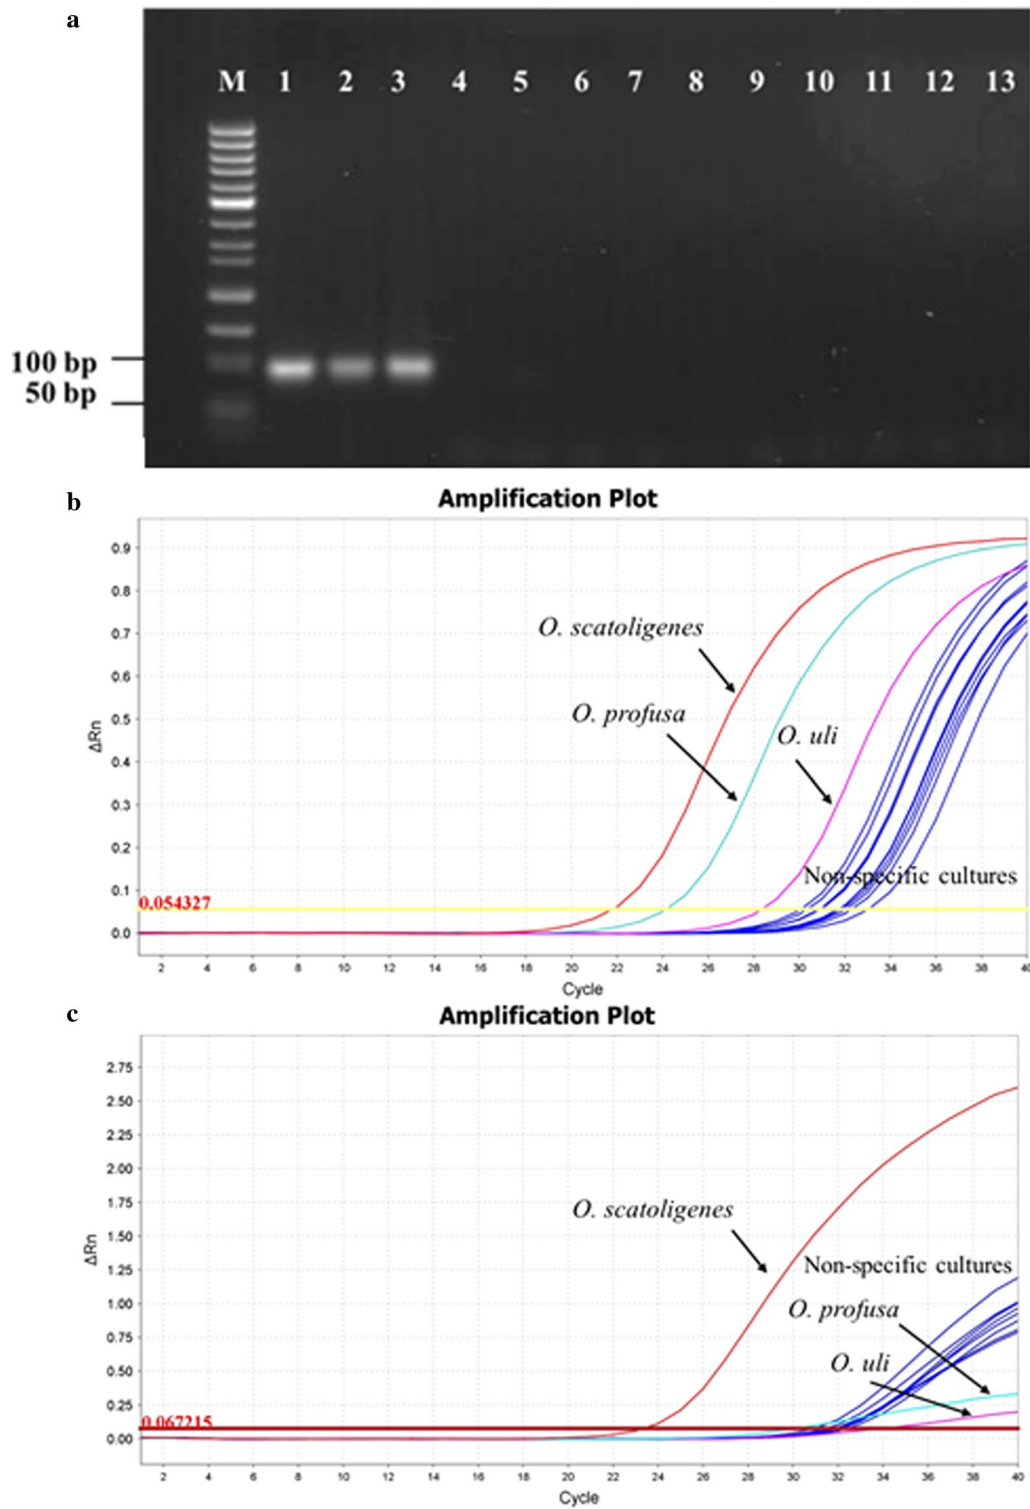 a
M 1 2 3 4 5 6 7 8 9 10 11 12 13
100 bp
50 bp
b
Amplification Plot
0.9
0.8
0.7
0.6
0.5
0.4
0.3
0.2
0.1
0.0
ΔRn
O. scatoligenes
O. profusa
O. uli
Non-specific cultures
0.054327
2 4 6 8 10 12 14 16 18 20 22 24 26 28 30 32 34 36 38 40
Cycle
c
Amplification Plot
2.75
2.50
2.25
2.00
1.75
1.50
1.25
1.00
0.75
0.50
0.25
0.00
ΔRn
O. scatoligenes
Non-specific cultures
O. profusa
O. uli
0.067215
2 4 6 8 10 12 14 16 18 20 22 24 26 28 30 32 34 36 38 40
Cycle